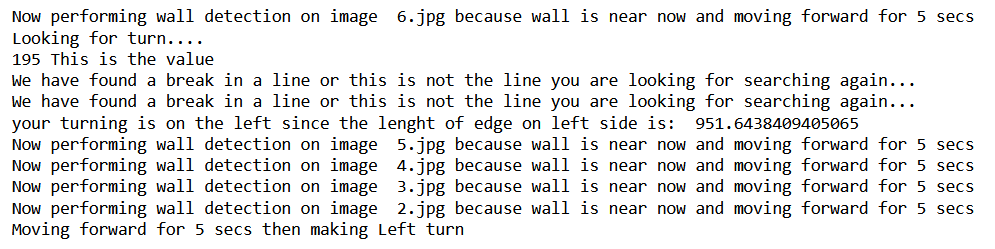 Now performing wall detection on image  6.jpg because wall is near now and moving forward for 5 secs
Looking for turn....
195 This is the value
We have found a break in a line or this is not the line you are looking for searching again...
We have found a break in a line or this is not the line you are looking for searching again...
your turning is on the left since the lenght of edge on left side is:  951.6438409405065
Now performing wall detection on image  5.jpg because wall is near now and moving forward for 5 secs
Now performing wall detection on image  4.jpg because wall is near now and moving forward for 5 secs
Now performing wall detection on image  3.jpg because wall is near now and moving forward for 5 secs
Now performing wall detection on image  2.jpg because wall is near now and moving forward for 5 secs
Moving forward for 5 secs then making Left turn